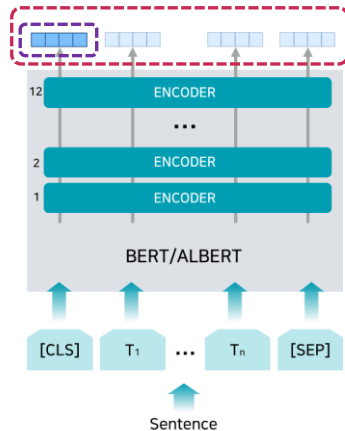 12 ENCODER
...
2 ENCODER
1 ENCODER
BERT/ALBERT
[CLS] T1 ... Tn [SEP]
Sentence